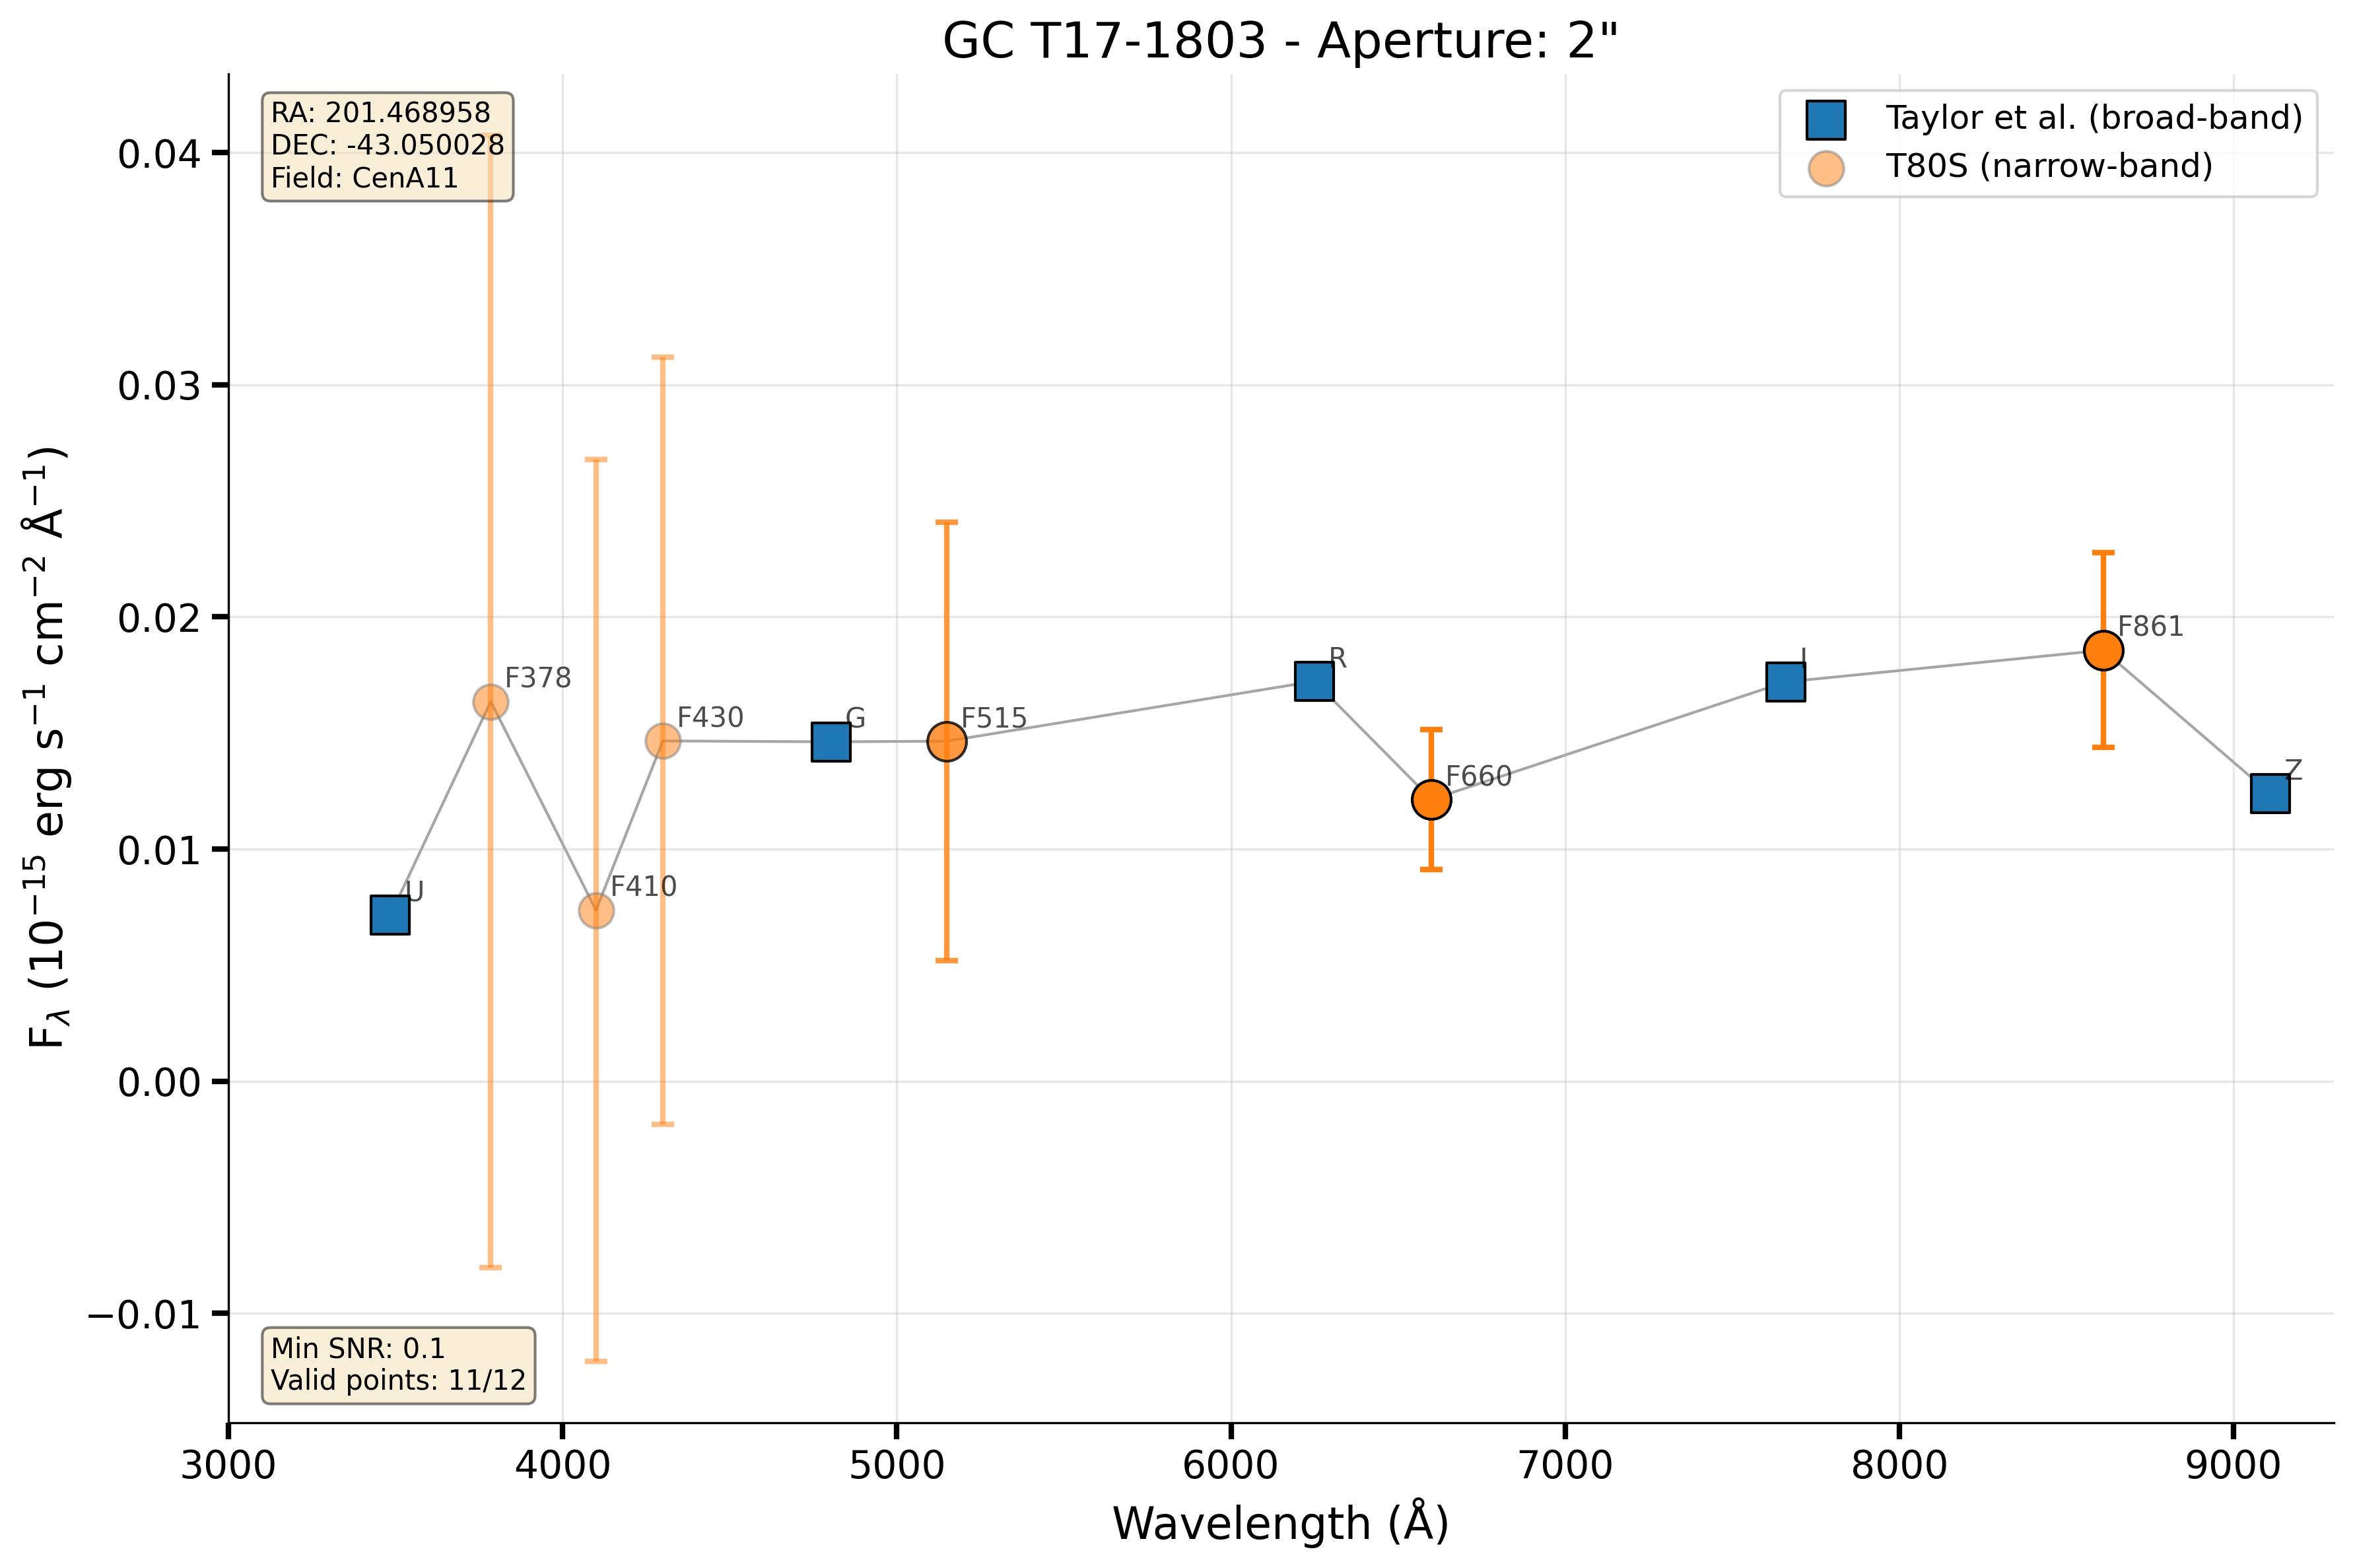 GC T17-1803 - Aperture: 2"
RA: 201.468958
DEC: -43.050028
Field: CenA11
Taylor et al. (broad-band)
T80S (narrow-band)
0.04
0.03
0.02
0.01
0.00
−0.01
F_λ (10⁻¹⁵ erg s⁻¹ cm⁻² Å⁻¹)
U
F378
F410
F430
G
F515
R
F660
I
F861
Z
Min SNR: 0.1
Valid points: 11/12
3000 4000 5000 6000 7000 8000 9000
Wavelength (Å)